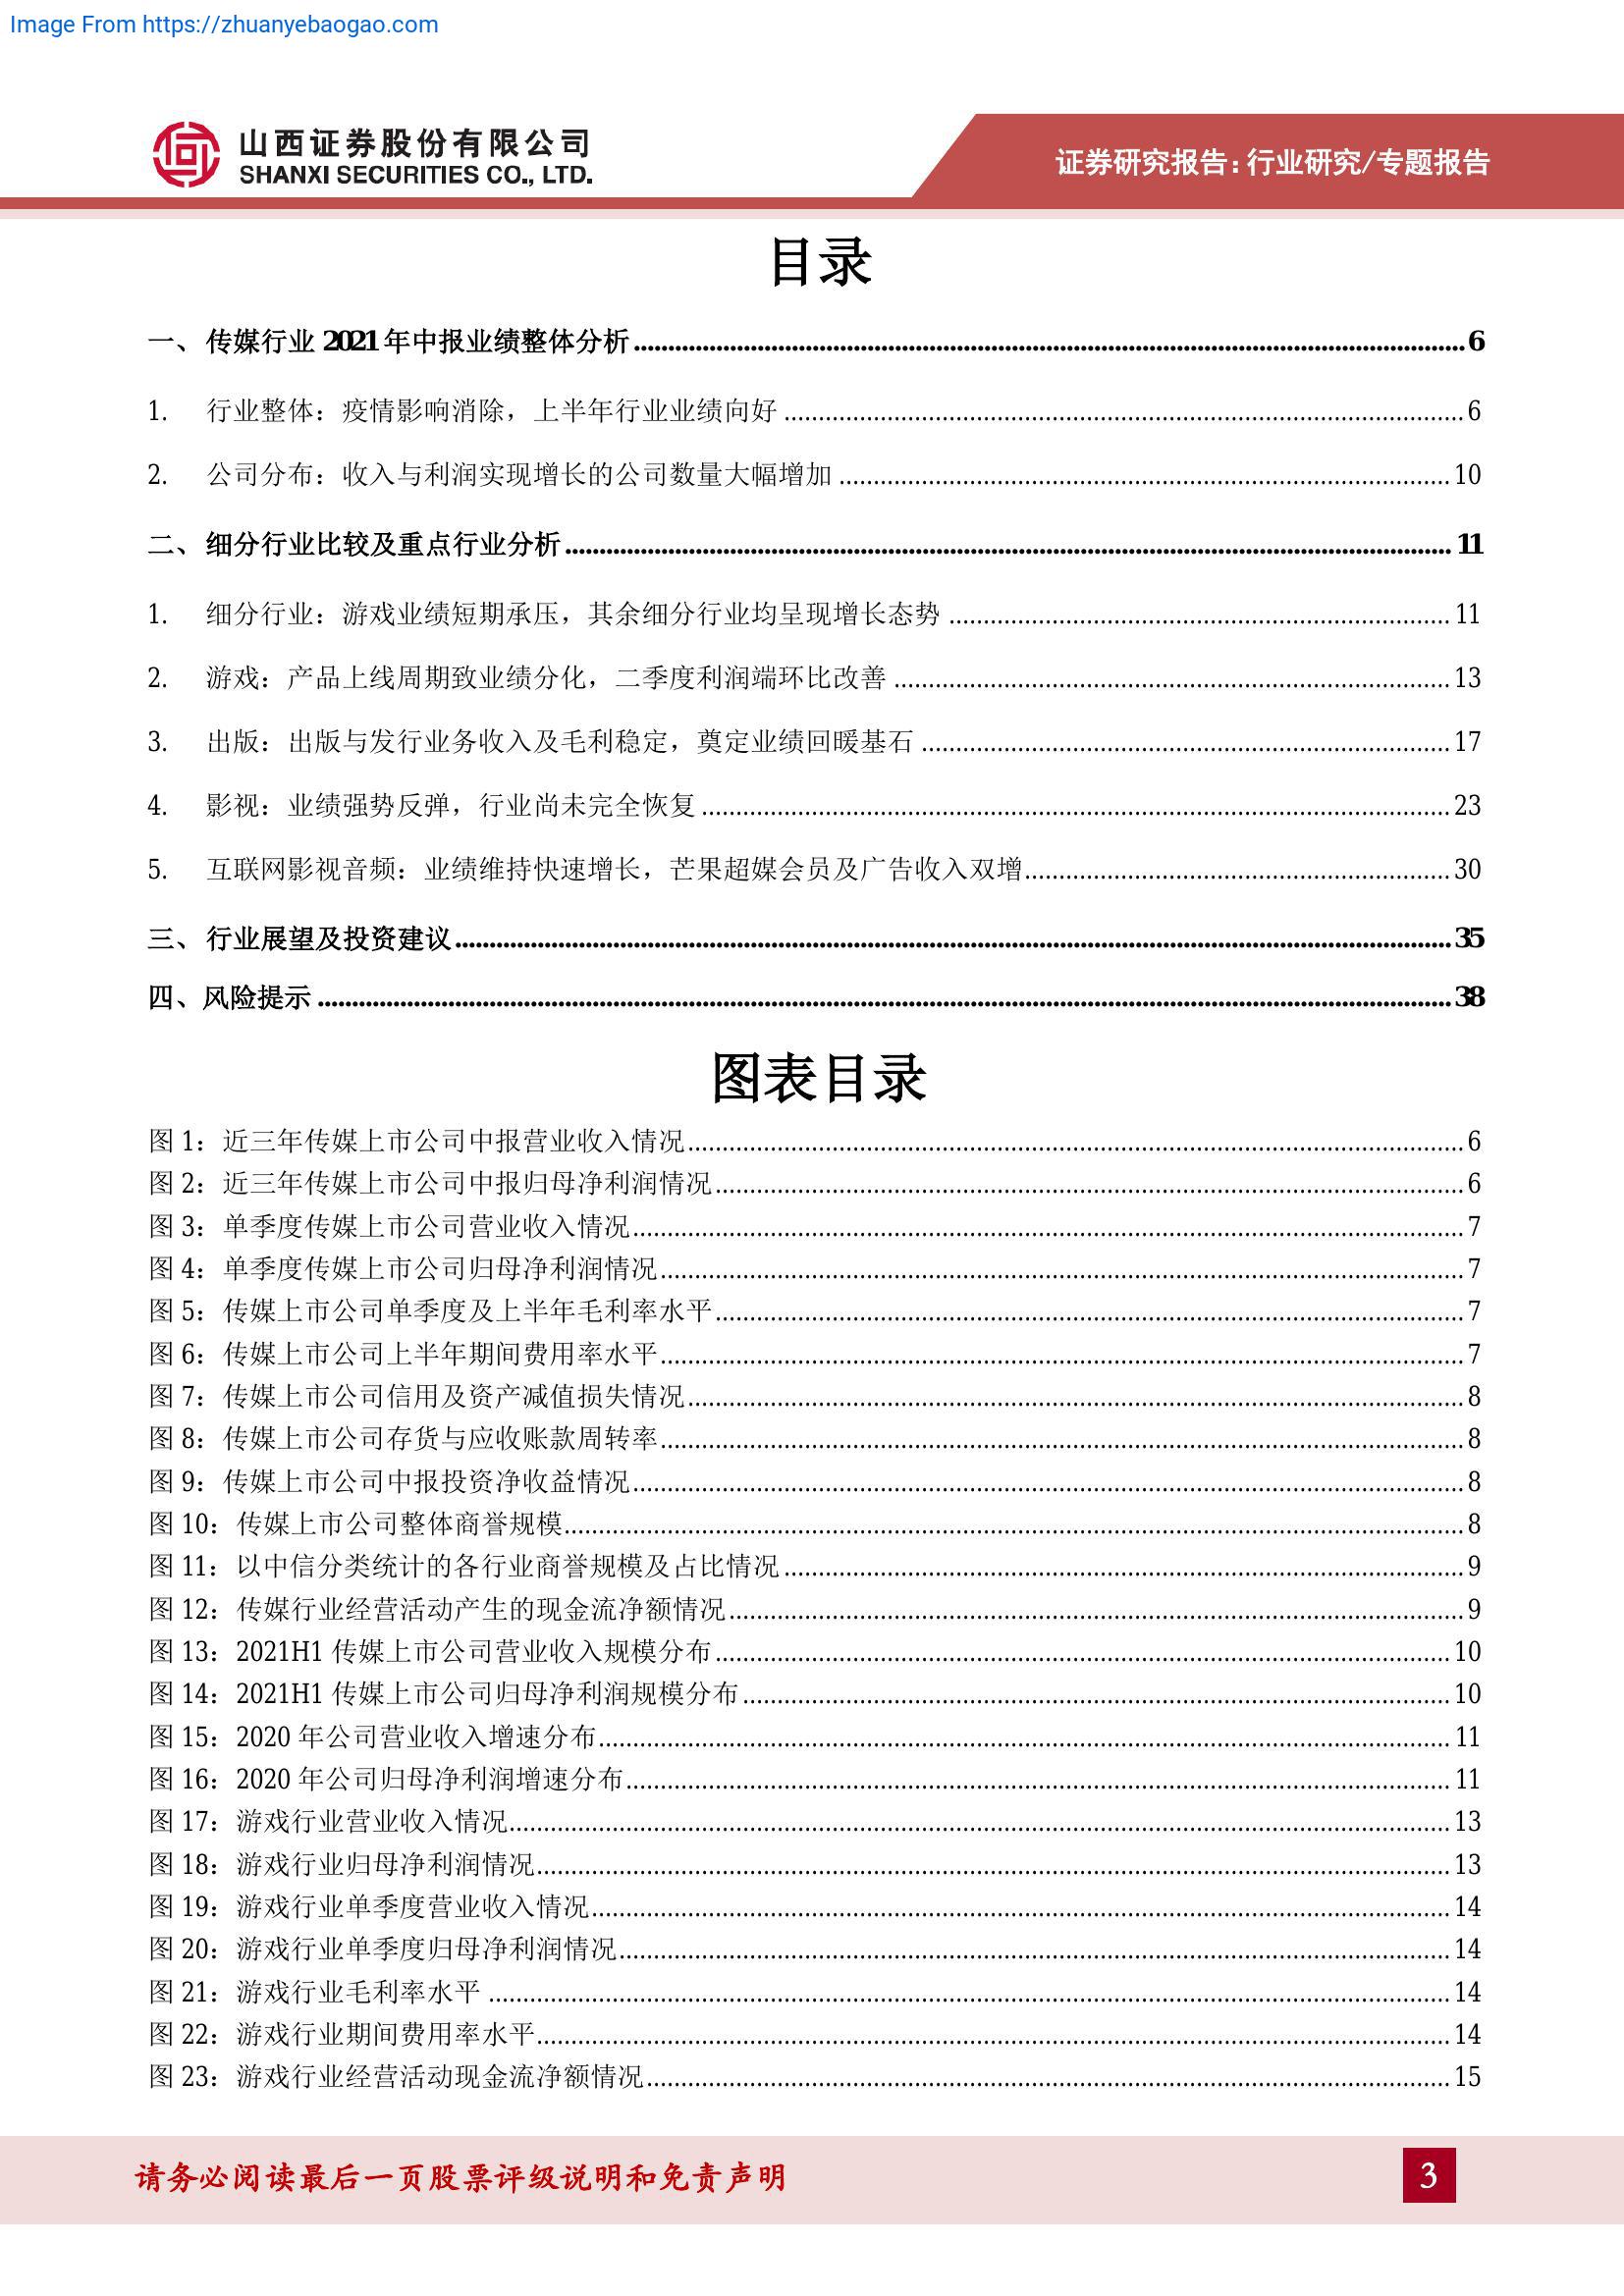 Image From https://zhuanyebaogao.com
山西证券股份有限公司
SHANXI SECURITIES CO., LTD.
证券研究报告：行业研究/专题报告
目录
一、传媒行业 2021 年中报业绩整体分析 6
1. 行业整体：疫情影响消除，上半年行业业绩向好 6
2. 公司分布：收入与利润实现增长的公司数量大幅增加 10
二、细分行业比较及重点行业分析 11
1. 细分行业：游戏业绩短期承压，其余细分行业均呈现增长态势 11
2. 游戏：产品上线周期致业绩分化，二季度利润端环比改善 13
3. 出版：出版与发行业务收入及毛利稳定，奠定业绩回暖基石 17
4. 影视：业绩强势反弹，行业尚未完全恢复 23
5. 互联网影视音频：业绩维持快速增长，芒果超媒会员及广告收入双增 30
三、行业展望及投资建议 35
四、风险提示 38
图表目录
图 1：近三年传媒上市公司中报营业收入情况 6
图 2：近三年传媒上市公司中报归母净利润情况 6
图 3：单季度传媒上市公司营业收入情况 7
图 4：单季度传媒上市公司归母净利润情况 7
图 5：传媒上市公司单季度及上半年毛利率水平 7
图 6：传媒上市公司上半年期间费用率水平 7
图 7：传媒上市公司信用及资产减值损失情况 8
图 8：传媒上市公司存货与应收账款周转率 8
图 9：传媒上市公司中报投资净收益情况 8
图 10：传媒上市公司整体商誉规模 8
图 11：以中信分类统计的各行业商誉规模及占比情况 9
图 12：传媒行业经营活动产生的现金流净额情况 9
图 13：2021H1 传媒上市公司营业收入规模分布 10
图 14：2021H1 传媒上市公司归母净利润规模分布 10
图 15：2020 年公司营业收入增速分布 11
图 16：2020 年公司归母净利润增速分布 11
图 17：游戏行业营业收入情况 13
图 18：游戏行业归母净利润情况 13
图 19：游戏行业单季度营业收入情况 14
图 20：游戏行业单季度归母净利润情况 14
图 21：游戏行业毛利率水平 14
图 22：游戏行业期间费用率水平 14
图 23：游戏行业经营活动现金流净额情况 15
请务必阅读最后一页股票评级说明和免责声明
3